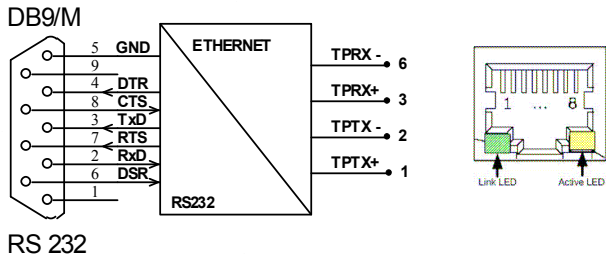 DB9/M
5 GND
9
4 DTR
8 CTS
3 TxD
7 RTS
2 RxD
6 DSR
1
ETHERNET
RS232
TPRX - 6
TPRX+ 3
TPTX - 2
TPTX+ 1
1 ... 8
Link LED Active LED
RS 232